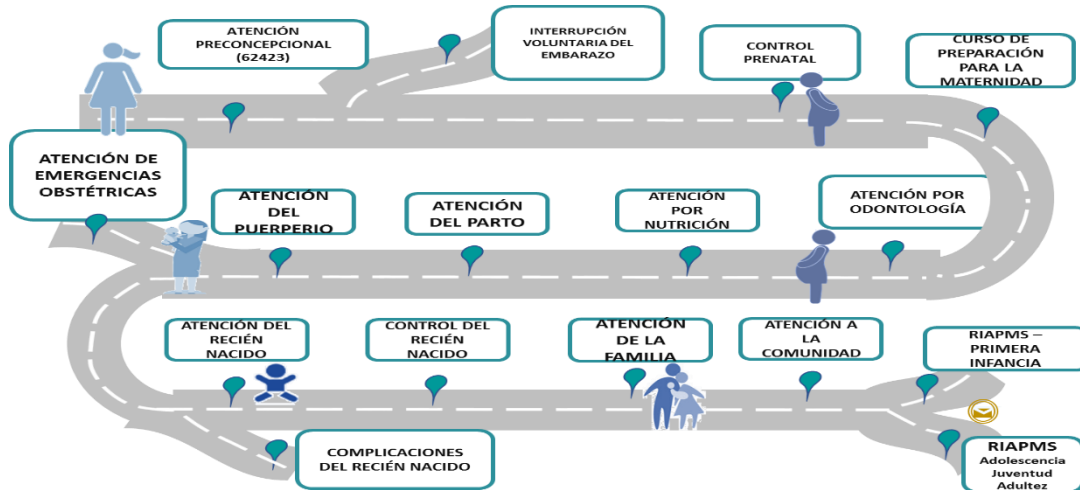 ATENCIÓN
PRECONCEPCIONAL
(62423)
INTERRUPCIÓN
VOLUNTARIA DEL
EMBARAZO
CONTROL
PRENATAL
CURSO DE
PREPARACIÓN
PARA LA
MATERNIDAD
ATENCIÓN DE
EMERGENCIAS
OBSTÉTRICAS
ATENCIÓN
DEL
PUERPERIO
ATENCIÓN
DEL PARTO
ATENCIÓN
POR
NUTRICIÓN
ATENCIÓN POR
ODONTOLOGÍA
ATENCIÓN DEL
RECIÉN
NACIDO
CONTROL DEL
RECIÉN
NACIDO
ATENCIÓN
DE LA
FAMILIA
ATENCIÓN A
LA
COMUNIDAD
RIAPMS –
PRIMERA
INFANCIA
COMPLICACIONES
DEL RECIÉN NACIDO
RIAPMS
Adolescencia
Juventud
Adultez